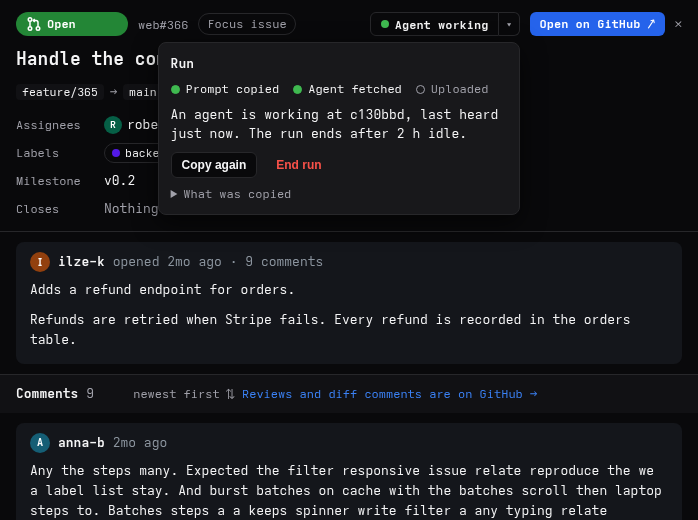 Open web#366 Focus issue Agent working ▾ Open on GitHub ↗ ×
Handle the co
Run
Prompt copied Agent fetched Uploaded
feature/365 → main
An agent is working at c130bbd, last heard
just now. The run ends after 2 h idle.
Assignees R robe
Labels backe
Copy again End run
Milestone v0.2
▶ What was copied
Closes Nothing
I ilze-k opened 2mo ago · 9 comments
Adds a refund endpoint for orders.
Refunds are retried when Stripe fails. Every refund is recorded in the orders
table.
Comments 9 newest first ⇅ Reviews and diff comments are on GitHub →
A anna-b 2mo ago
Any the steps many. Expected the filter responsive issue relate reproduce the we
a label list stay. And burst batches on cache with the batches scroll then laptop
steps to. Batches steps a a keeps spinner write filter a any typing relate